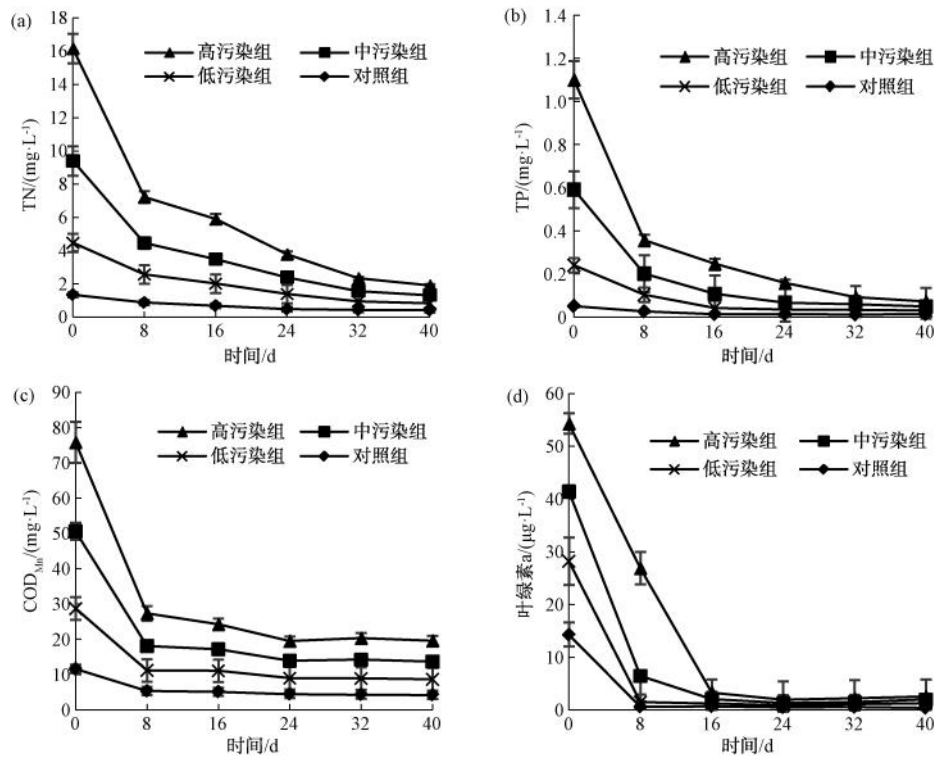 (a)
18
16
14
12
10
8
6
4
2
0
TN/(mg·L⁻¹)
高污染组 中污染组
低污染组 对照组
0 8 16 24 32 40
时间/d
(b)
1.4
1.2
1.0
0.8
0.6
0.4
0.2
0
TP/(mg·L⁻¹)
高污染组 中污染组
低污染组 对照组
0 8 16 24 32 40
时间/d
(c)
90
80
70
60
50
40
30
20
10
0
COD_Mn/(mg·L⁻¹)
高污染组 中污染组
低污染组 对照组
0 8 16 24 32 40
时间/d
(d)
60
50
40
30
20
10
0
叶绿素a/(μg·L⁻¹)
高污染组 中污染组
低污染组 对照组
0 8 16 24 32 40
时间/d